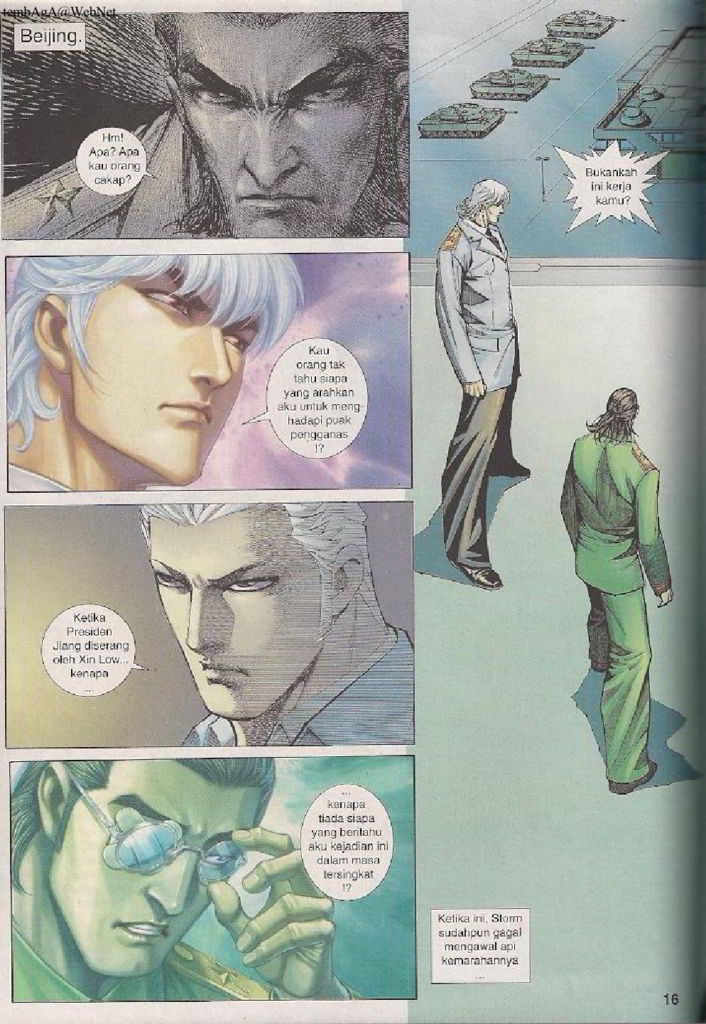 tembAgA@WebNet
Beijing.
Hm!
Apa? Apa
kau orang
cakap?
Bukankah
ini kerja
kamu?
Kau
orang tak
tahu siapa
yang arahkan
aku untuk meng-
hadapi puak
pengganas
!?
Ketika
Presiden
Jiang diserang
oleh Xin Low...
kenapa
...
...
kenapa
tiada siapa
yang beritahu
aku kejadian ini
dalam masa
tersingkat
!?
Ketika ini, Storm
sudahpun gagal
mengawal api
kemarahannya
...
16